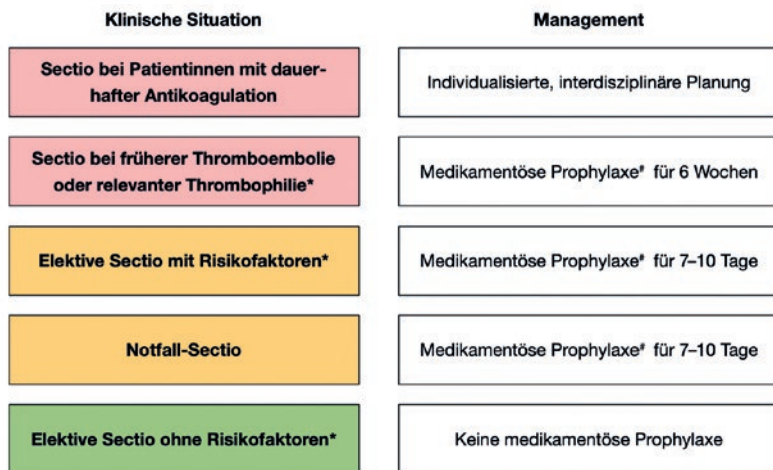 Klinische Situation
Management
Sectio bei Patientinnen mit dauer-
hafter Antikoagulation
Individualisierte, interdisziplinäre Planung
Sectio bei früherer Thromboembolie
oder relevanter Thrombophilie*
Medikamentöse Prophylaxe# für 6 Wochen
Elektive Sectio mit Risikofaktoren*
Medikamentöse Prophylaxe# für 7–10 Tage
Notfall-Sectio
Medikamentöse Prophylaxe# für 7–10 Tage
Elektive Sectio ohne Risikofaktoren*
Keine medikamentöse Prophylaxe